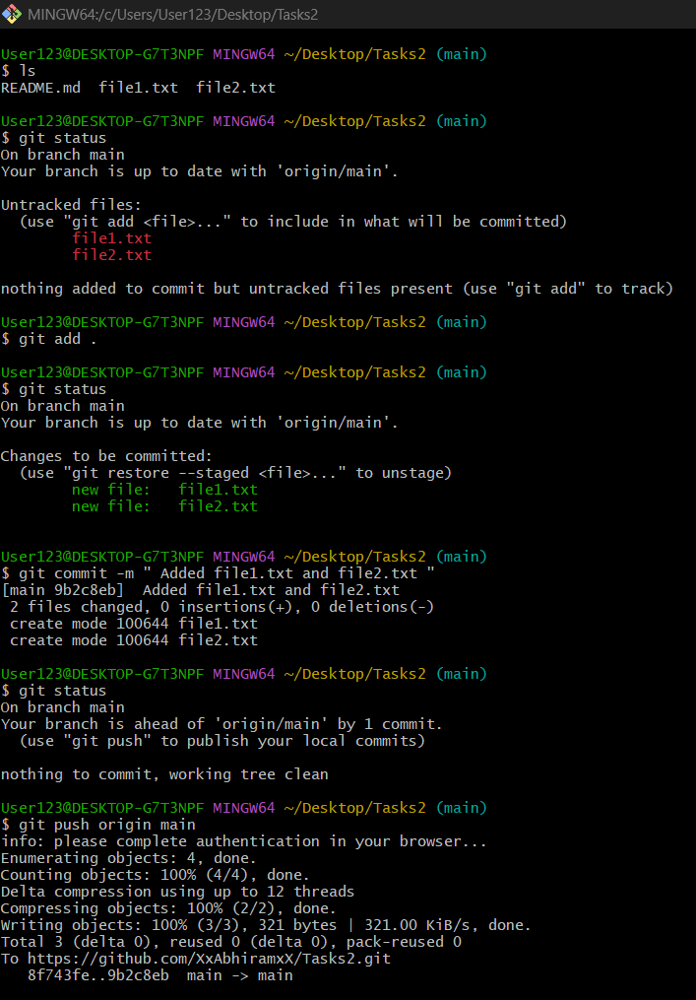 MINGW64:/c/Users/User123/Desktop/Tasks2
User123@DESKTOP-G7T3NPF MINGW64 ~/Desktop/Tasks2 (main)
$ ls
README.md  file1.txt  file2.txt
User123@DESKTOP-G7T3NPF MINGW64 ~/Desktop/Tasks2 (main)
$ git status
On branch main
Your branch is up to date with 'origin/main'.
Untracked files:
  (use "git add <file>..." to include in what will be committed)
        file1.txt
        file2.txt
nothing added to commit but untracked files present (use "git add" to track)
User123@DESKTOP-G7T3NPF MINGW64 ~/Desktop/Tasks2 (main)
$ git add .
User123@DESKTOP-G7T3NPF MINGW64 ~/Desktop/Tasks2 (main)
$ git status
On branch main
Your branch is up to date with 'origin/main'.
Changes to be committed:
  (use "git restore --staged <file>..." to unstage)
        new file:   file1.txt
        new file:   file2.txt
User123@DESKTOP-G7T3NPF MINGW64 ~/Desktop/Tasks2 (main)
$ git commit -m " Added file1.txt and file2.txt "
[main 9b2c8eb]  Added file1.txt and file2.txt
 2 files changed, 0 insertions(+), 0 deletions(-)
 create mode 100644 file1.txt
 create mode 100644 file2.txt
User123@DESKTOP-G7T3NPF MINGW64 ~/Desktop/Tasks2 (main)
$ git status
On branch main
Your branch is ahead of 'origin/main' by 1 commit.
  (use "git push" to publish your local commits)
nothing to commit, working tree clean
User123@DESKTOP-G7T3NPF MINGW64 ~/Desktop/Tasks2 (main)
$ git push origin main
info: please complete authentication in your browser...
Enumerating objects: 4, done.
Counting objects: 100% (4/4), done.
Delta compression using up to 12 threads
Compressing objects: 100% (2/2), done.
Writing objects: 100% (3/3), 321 bytes | 321.00 KiB/s, done.
Total 3 (delta 0), reused 0 (delta 0), pack-reused 0
To https://github.com/XxAbhiramxX/Tasks2.git
   8f743fe..9b2c8eb  main -> main